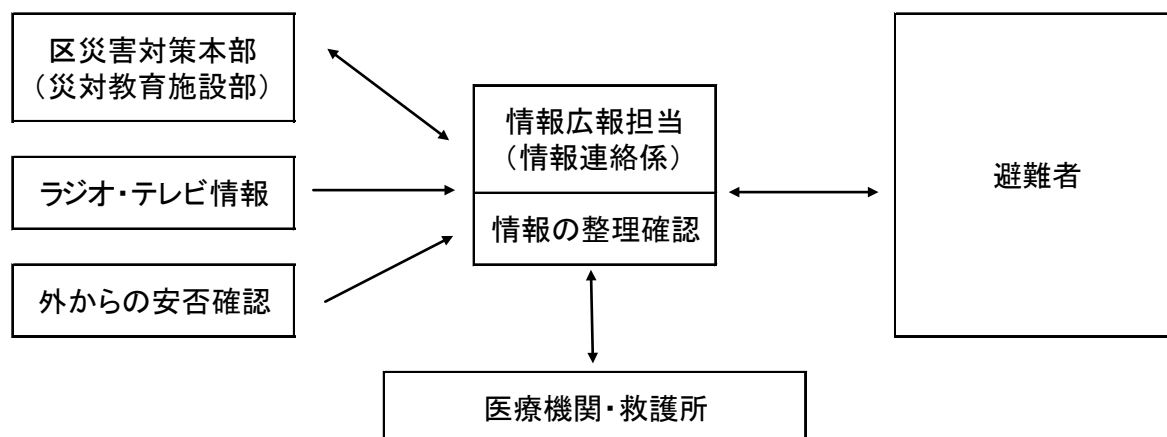 区災害対策本部
（災対教育施設部）
ラジオ・テレビ情報
外からの安否確認
情報広報担当
（情報連絡係）
情報の整理確認
避難者
医療機関・救護所